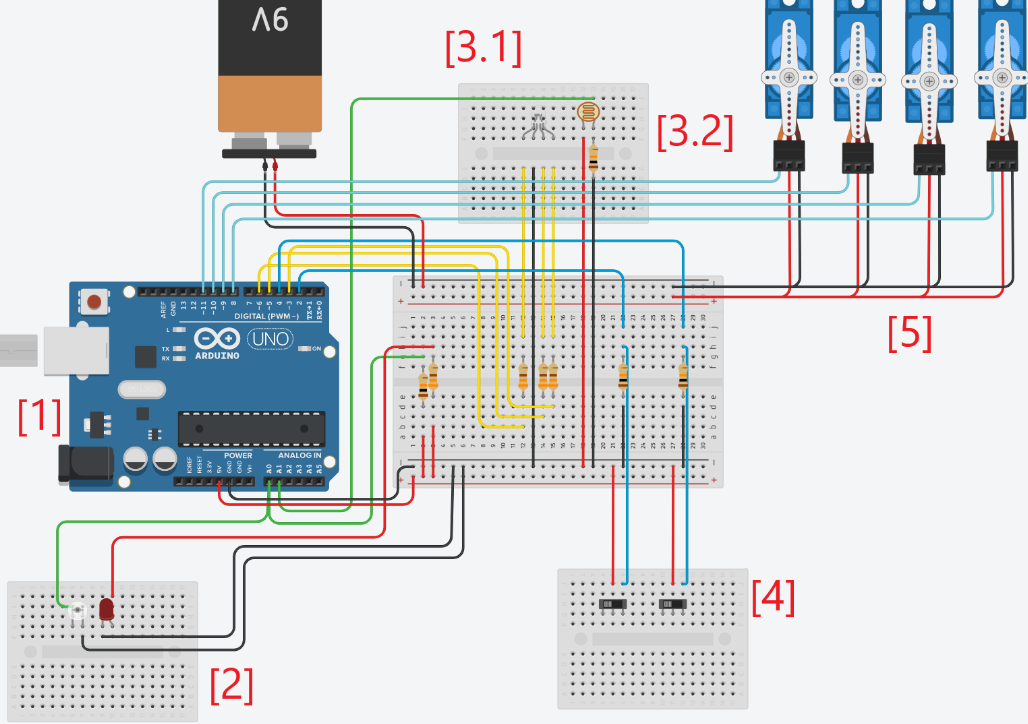 9V
[3.1]
[3.2]
AREF
GND
13
12
~11
~10
~9
8
7
~6
~5
4
~3
2
TX→1
RX←0
DIGITAL (PWM~)
L
TX
RX
ARDUINO
UNO
ON
[1]
POWER
ANALOG IN
IOREF
RESET
3.3V
5V
GND
GND
Vin
A0
A1
A2
A3
A4
A5
[5]
[4]
[2]